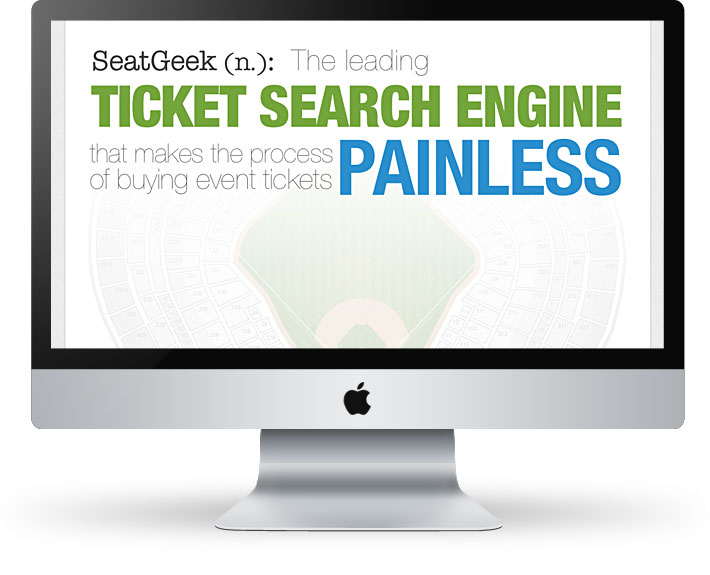 SeatGeek (n.): The leading
TICKET SEARCH ENGINE
that makes the process
of buying event tickets
PAINLESS